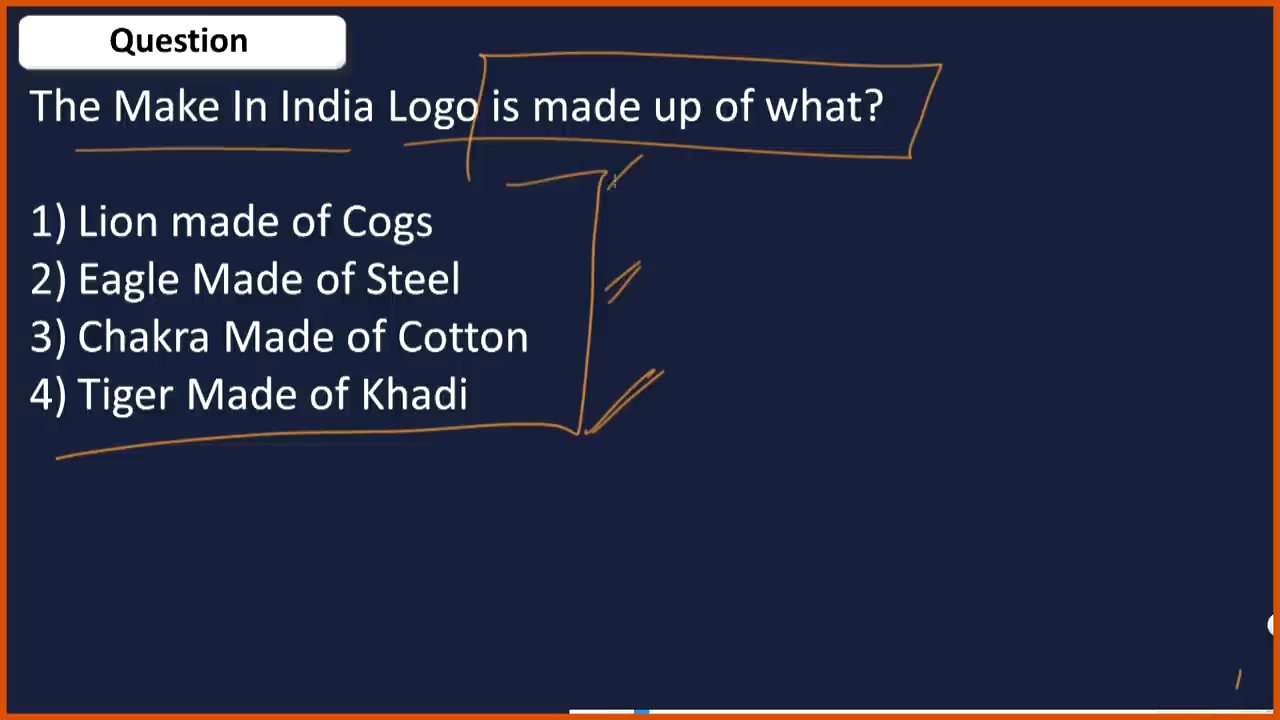 Question
The Make In India Logo is made up of what?
1) Lion made of Cogs
2) Eagle Made of Steel
3) Chakra Made of Cotton
4) Tiger Made of Khadi